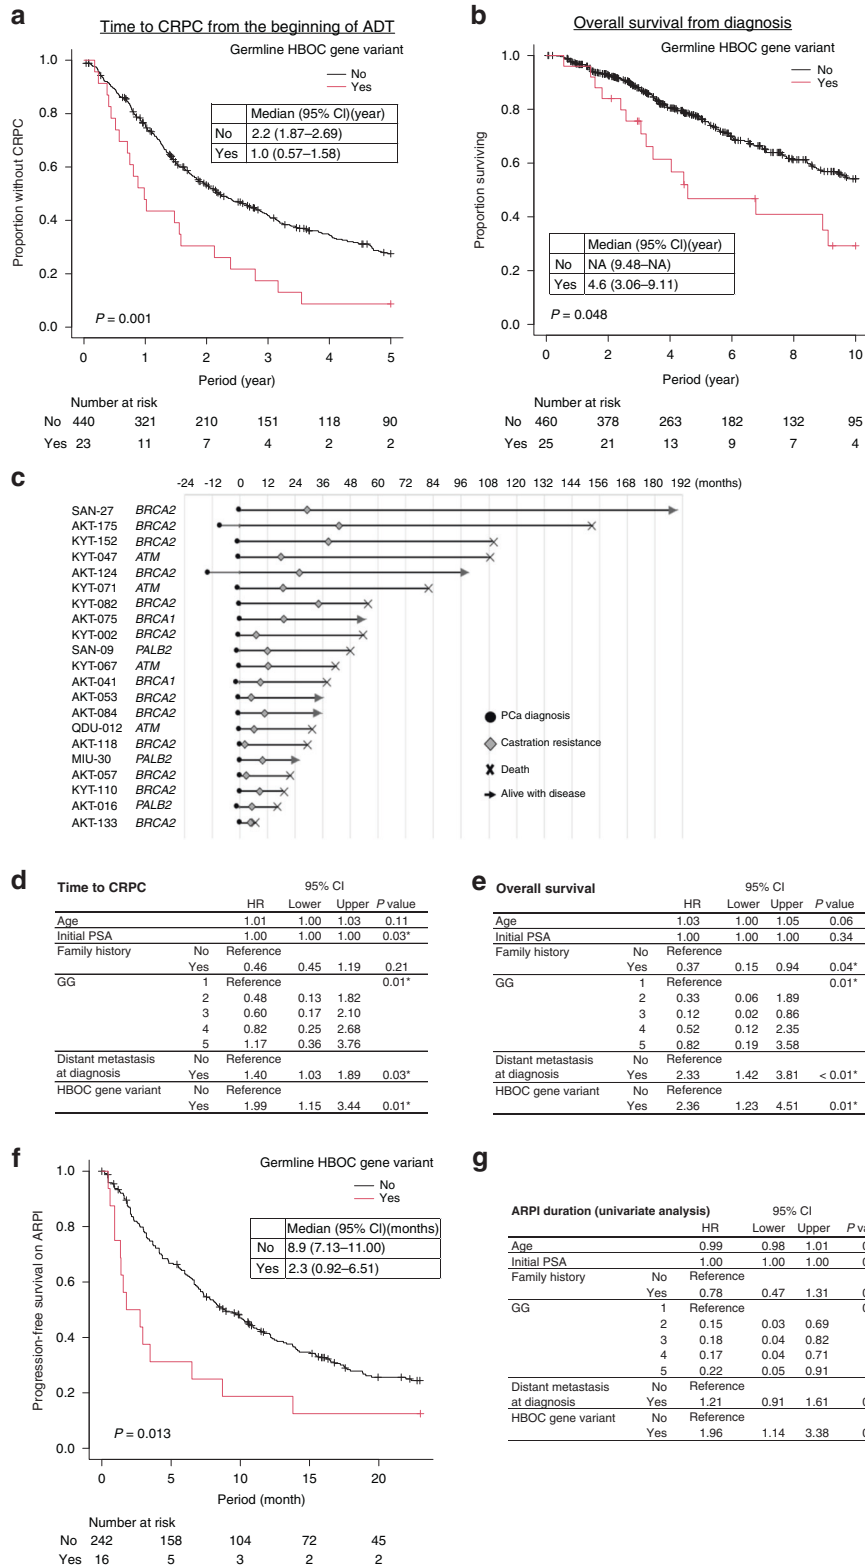 a
Time to CRPC from the beginning of ADT
Germline HBOC gene variant
No
Yes
Median (95% CI)(year)
No 2.2 (1.87–2.69)
Yes 1.0 (0.57–1.58)
Proportion without CRPC
1.0
0.8
0.6
0.4
0.2
0.0
P = 0.001
0 1 2 3 4 5
Period (year)
Number at risk
No 440 321 210 151 118 90
Yes 23 11 7 4 2 2
b
Overall survival from diagnosis
Germline HBOC gene variant
No
Yes
Proportion surviving
1.0
0.8
0.6
0.4
0.2
0.0
Median (95% CI)(year)
No NA (9.48–NA)
Yes 4.6 (3.06–9.11)
P = 0.048
0 2 4 6 8 10
Period (year)
Number at risk
No 460 378 263 182 132 95
Yes 25 21 13 9 7 4
c
-24 -12 0 12 24 36 48 60 72 84 96 108 120 132 144 156 168 180 192 (months)
SAN-27 BRCA2
AKT-175 BRCA2
KYT-152 BRCA2
KYT-047 ATM
AKT-124 BRCA2
KYT-071 ATM
KYT-082 BRCA2
AKT-075 BRCA1
KYT-002 BRCA2
SAN-09 PALB2
KYT-067 ATM
AKT-041 BRCA1
AKT-053 BRCA2
AKT-084 BRCA2
QDU-012 ATM
AKT-118 BRCA2
MIU-30 PALB2
AKT-057 BRCA2
KYT-110 BRCA2
AKT-016 PALB2
AKT-133 BRCA2
PCa diagnosis
Castration resistance
Death
Alive with disease
d
Time to CRPC
95% CI
HR Lower Upper P value
Age 1.01 1.00 1.03 0.11
Initial PSA 1.00 1.00 1.00 0.03*
Family history No Reference
Yes 0.46 0.45 1.19 0.21
GG 1 Reference 0.01*
2 0.48 0.13 1.82
3 0.60 0.17 2.10
4 0.82 0.25 2.68
5 1.17 0.36 3.76
Distant metastasis No Reference
at diagnosis Yes 1.40 1.03 1.89 0.03*
HBOC gene variant No Reference
Yes 1.99 1.15 3.44 0.01*
e
Overall survival
95% CI
HR Lower Upper P value
Age 1.03 1.00 1.05 0.06
Initial PSA 1.00 1.00 1.00 0.34
Family history No Reference
Yes 0.37 0.15 0.94 0.04*
GG 1 Reference 0.01*
2 0.33 0.06 1.89
3 0.12 0.02 0.86
4 0.52 0.12 2.35
5 0.82 0.19 3.58
Distant metastasis No Reference
at diagnosis Yes 2.33 1.42 3.81 < 0.01*
HBOC gene variant No Reference
Yes 2.36 1.23 4.51 0.01*
f
Germline HBOC gene variant
No
Yes
Median (95% CI)(months)
No 8.9 (7.13–11.00)
Yes 2.3 (0.92–6.51)
Progression-free survival on ARPI
1.0
0.8
0.6
0.4
0.2
0.0
P = 0.013
0 5 10 15 20
Period (month)
Number at risk
No 242 158 104 72 45
Yes 16 5 3 2 2
g
ARPI duration (univariate analysis) 95% CI
HR Lower Upper
Age 0.99 0.98 1.01
Initial PSA 1.00 1.00 1.00
Family history No Reference
Yes 0.78 0.47 1.31
GG 1 Reference
2 0.15 0.03 0.69
3 0.18 0.04 0.82
4 0.17 0.04 0.71
5 0.22 0.05 0.91
Distant metastasis No Reference
at diagnosis Yes 1.21 0.91 1.61
HBOC gene variant No Reference
Yes 1.96 1.14 3.38